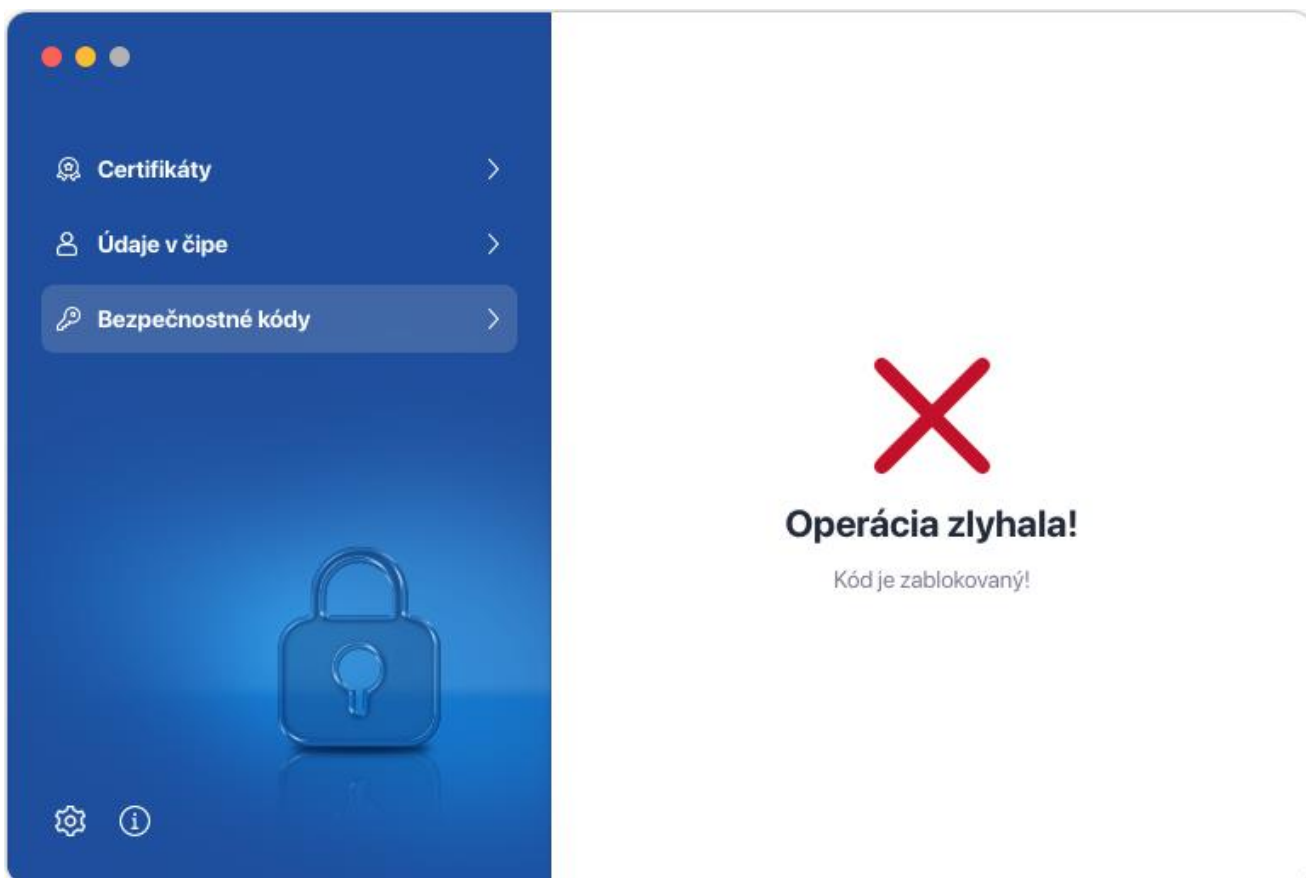 Certifikáty
Údaje v čipe
Bezpečnostné kódy
Operácia zlyhala!
Kód je zablokovaný!